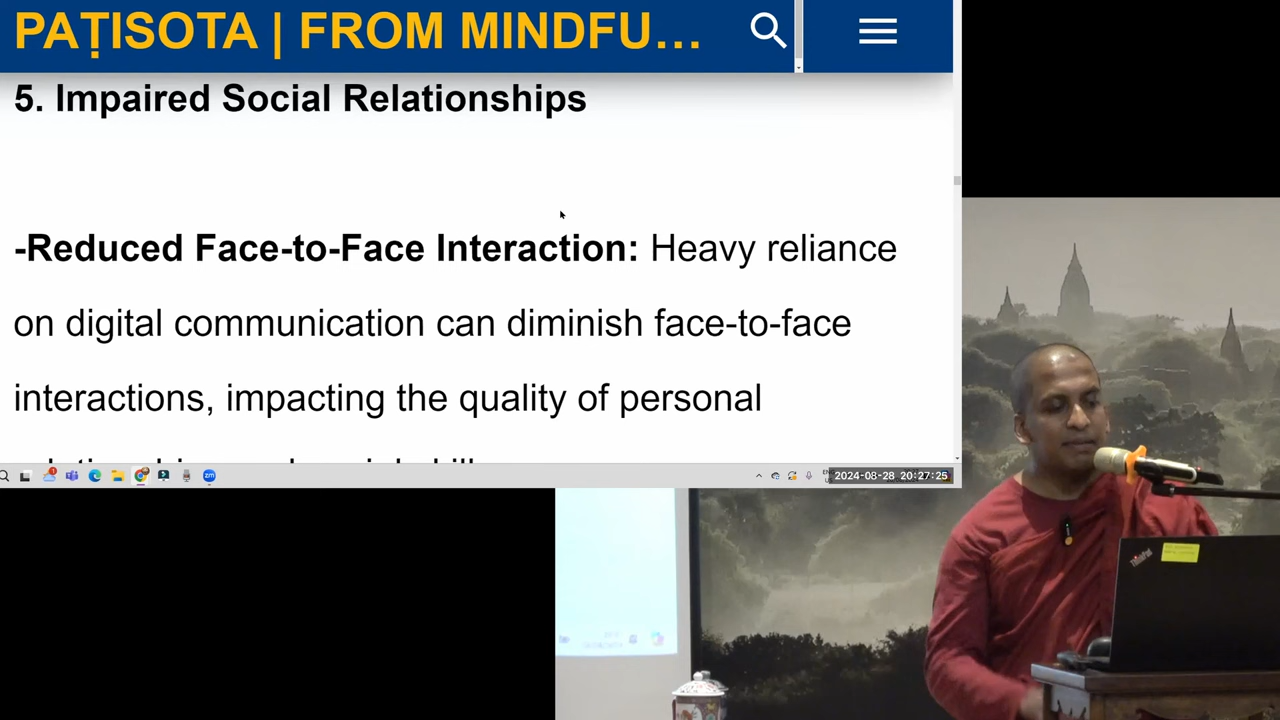 PAṬISOTA | FROM MINDFU...
5. Impaired Social Relationships
-Reduced Face-to-Face Interaction: Heavy reliance
on digital communication can diminish face-to-face
interactions, impacting the quality of personal
2024-08-28 20:27:25
ThinkPad